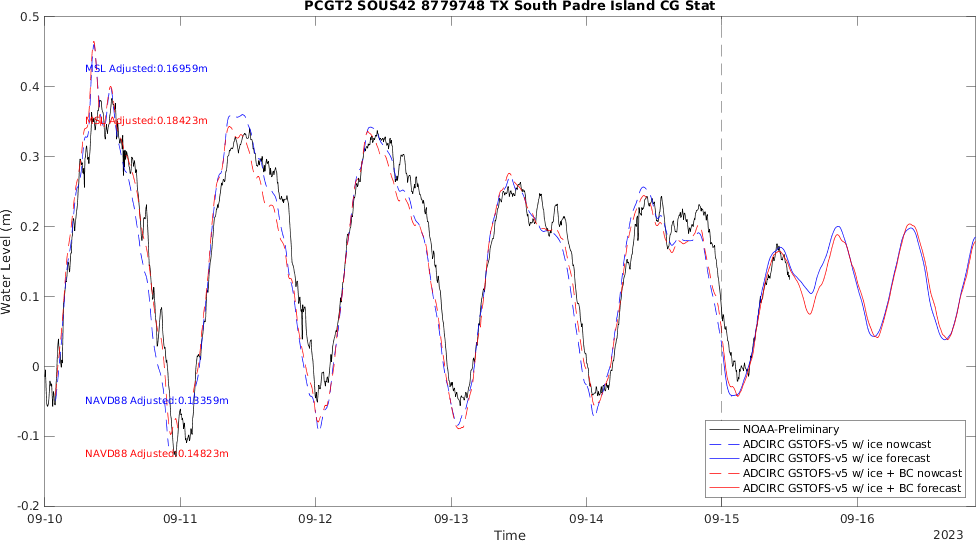 PCGT2 SOUS42 8779748 TX South Padre Island CG Stat
0.5
0.4
0.3
0.2
0.1
0
-0.1
-0.2
Water Level (m)
MSL Adjusted:0.16959m
MSL Adjusted:0.18423m
NAVD88 Adjusted:0.13359m
NAVD88 Adjusted:0.14823m
NOAA-Preliminary
ADCIRC GSTOFS-v5 w/ ice nowcast
ADCIRC GSTOFS-v5 w/ ice forecast
ADCIRC GSTOFS-v5 w/ ice + BC nowcast
ADCIRC GSTOFS-v5 w/ ice + BC forecast
09-10 09-11 09-12 09-13 09-14 09-15 09-16
Time
2023